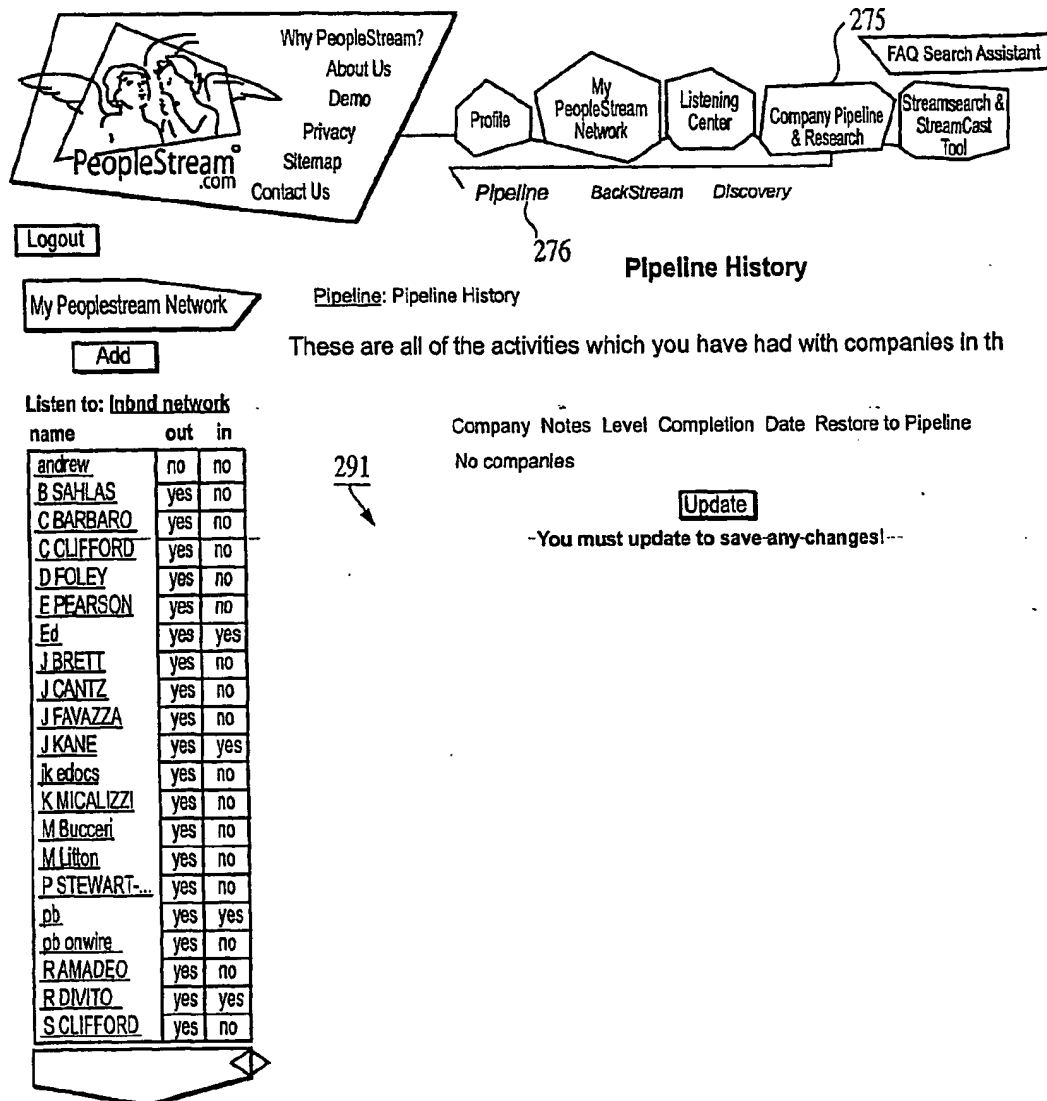 Why PeopleStream?
About Us
Demo
Privacy
Sitemap
Contact Us
PeopleStream
.com
275
FAQ Search Assistant
Profile
My
PeopleStream
Network
Listening
Center
Company Pipeline
& Research
Streamsearch &
StreamCast
Tool
Pipeline BackStream Discovery
276
Logout
Pipeline History
My Peoplestream Network
Pipeline: Pipeline History
Add
These are all of the activities which you have had with companies in th
Listen to: Inbnd network
name out in
Company Notes Level Completion Date Restore to Pipeline
No companies
291
Update
-You must update to save-any-changes!---
andrew no no
B SAHLAS yes no
C BARBARO yes no
C CLIFFORD yes no
D FOLEY yes no
E PEARSON yes no
Ed yes yes
J BRETT yes no
J CANTZ yes no
J FAVAZZA yes no
J KANE yes yes
jk edocs yes no
K MICALIZZI yes no
M Bucceri yes no
M Litton yes no
P STEWART-... yes no
pb yes yes
pb onwire yes no
R AMADEO yes no
R DIVITO yes yes
S CLIFFORD yes no